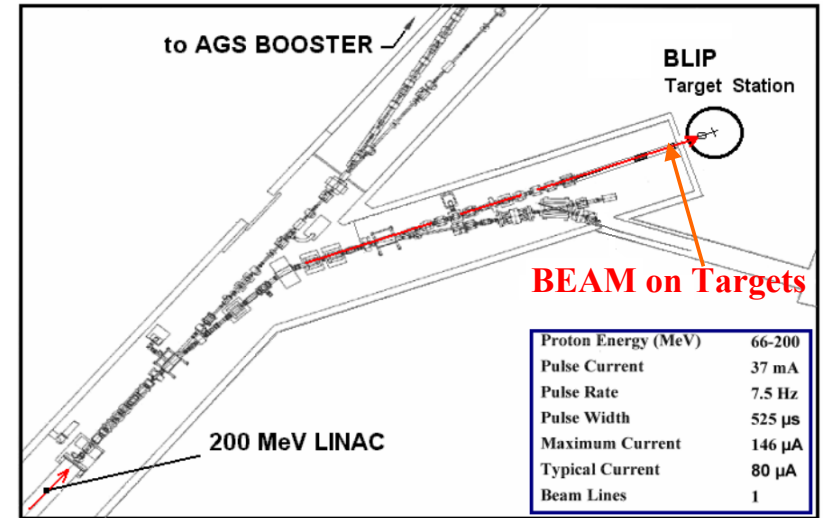 to AGS BOOSTER
BLIP
Target Station
BEAM on Targets
200 MeV LINAC
Proton Energy (MeV) 66-200
Pulse Current 37 mA
Pulse Rate 7.5 Hz
Pulse Width 525 µs
Maximum Current 146 µA
Typical Current 80 µA
Beam Lines 1